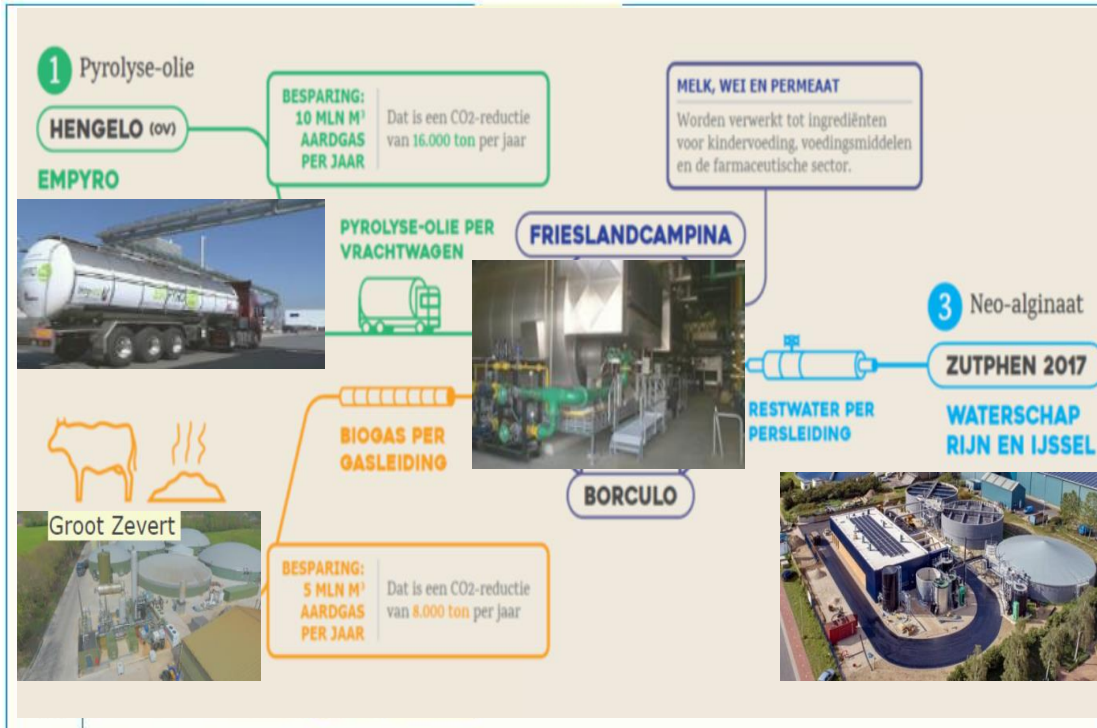 1 Pyrolyse-olie
HENGELO (OV)
EMPYRO
BESPARING:
10 MLN M³
AARDGAS
PER JAAR
Dat is een CO2-reductie
van 16.000 ton per jaar
MELK, WEI EN PERMEAAT
Worden verwerkt tot ingrediënten
voor kindervoeding, voedingsmiddelen
en de farmaceutische sector.
PYROLYSE-OLIE PER
VRACHTWAGEN
FRIESLANDCAMPINA
3 Neo-alginaat
ZUTPHEN 2017
WATERSCHAP
RIJN EN IJSSEL
RESTWATER PER
PERSLEIDING
BIOGAS PER
GASLEIDING
BORCULO
Groot Zevert
BESPARING:
5 MLN M³
AARDGAS
PER JAAR
Dat is een CO2-reductie
van 8.000 ton per jaar